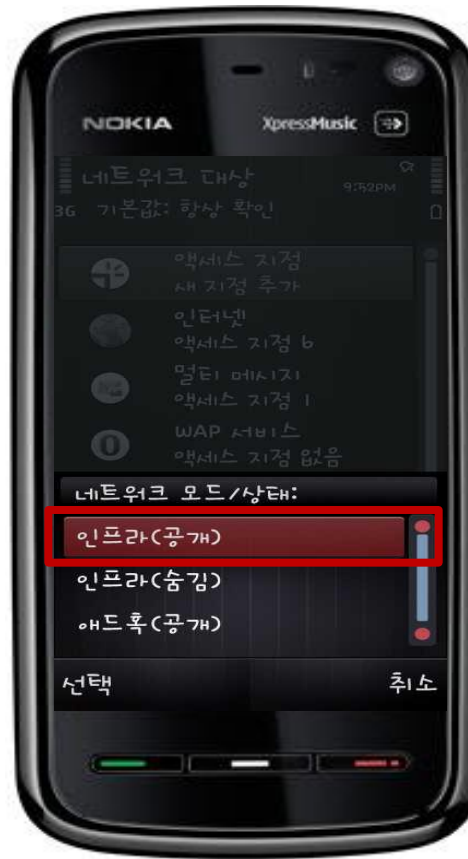 NOKIA XpressMusic
네트워크 대상
9:52PM
3G 기본값: 항상 확인
액세스 지점
새 지점 추가
인터넷
액세스 지점 6
멀티 메시지
액세스 지점 1
WAP 서비스
액세스 지점 없음
네트워크 모드/상태:
인프라(공개)
인프라(숨김)
애드혹(공개)
선택 취소